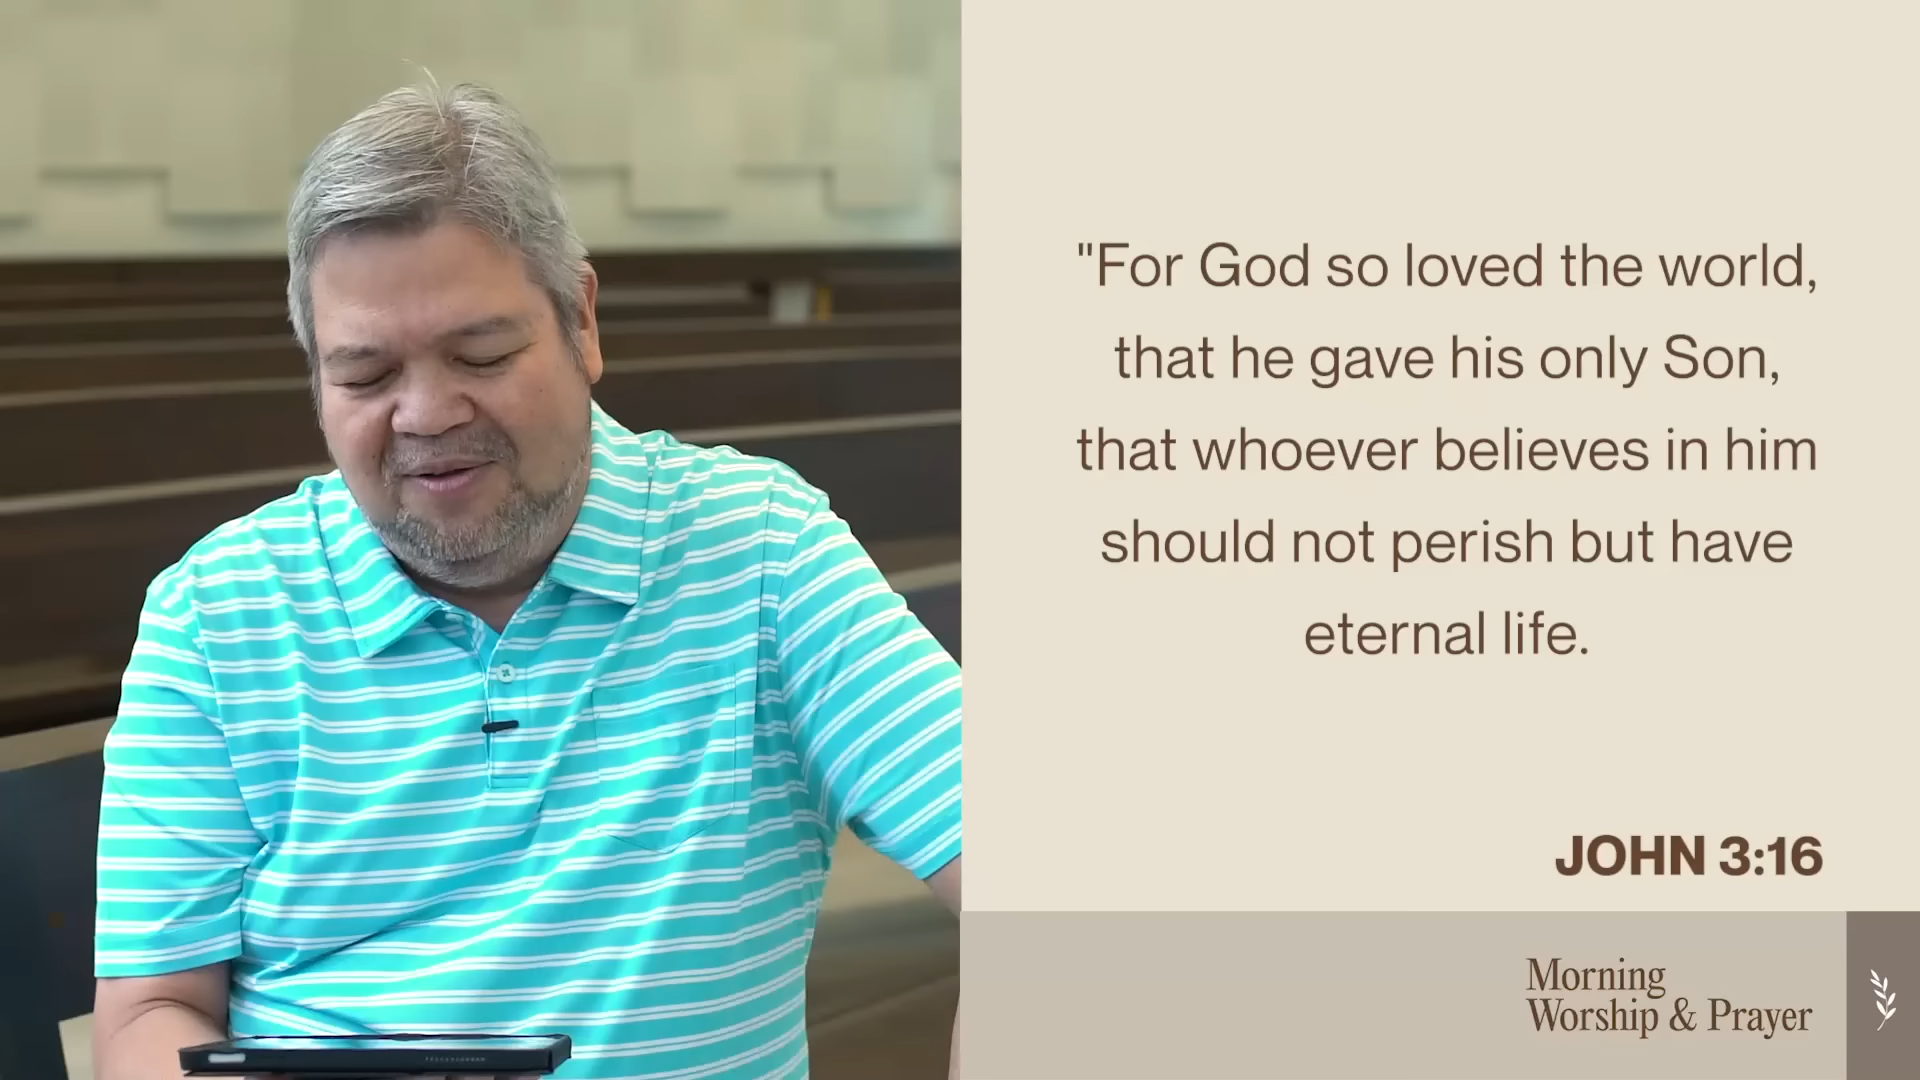 "For God so loved the world,
that he gave his only Son,
that whoever believes in him
should not perish but have
eternal life.
JOHN 3:16
Morning
Worship & Prayer